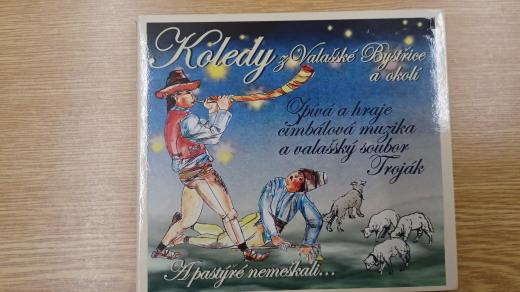 Koledy z Valašské Bystřice
a okolí
Zpívá a hraje
cimbálová muzika
a valašský soubor
Troják
A pastýřé nemeškali...